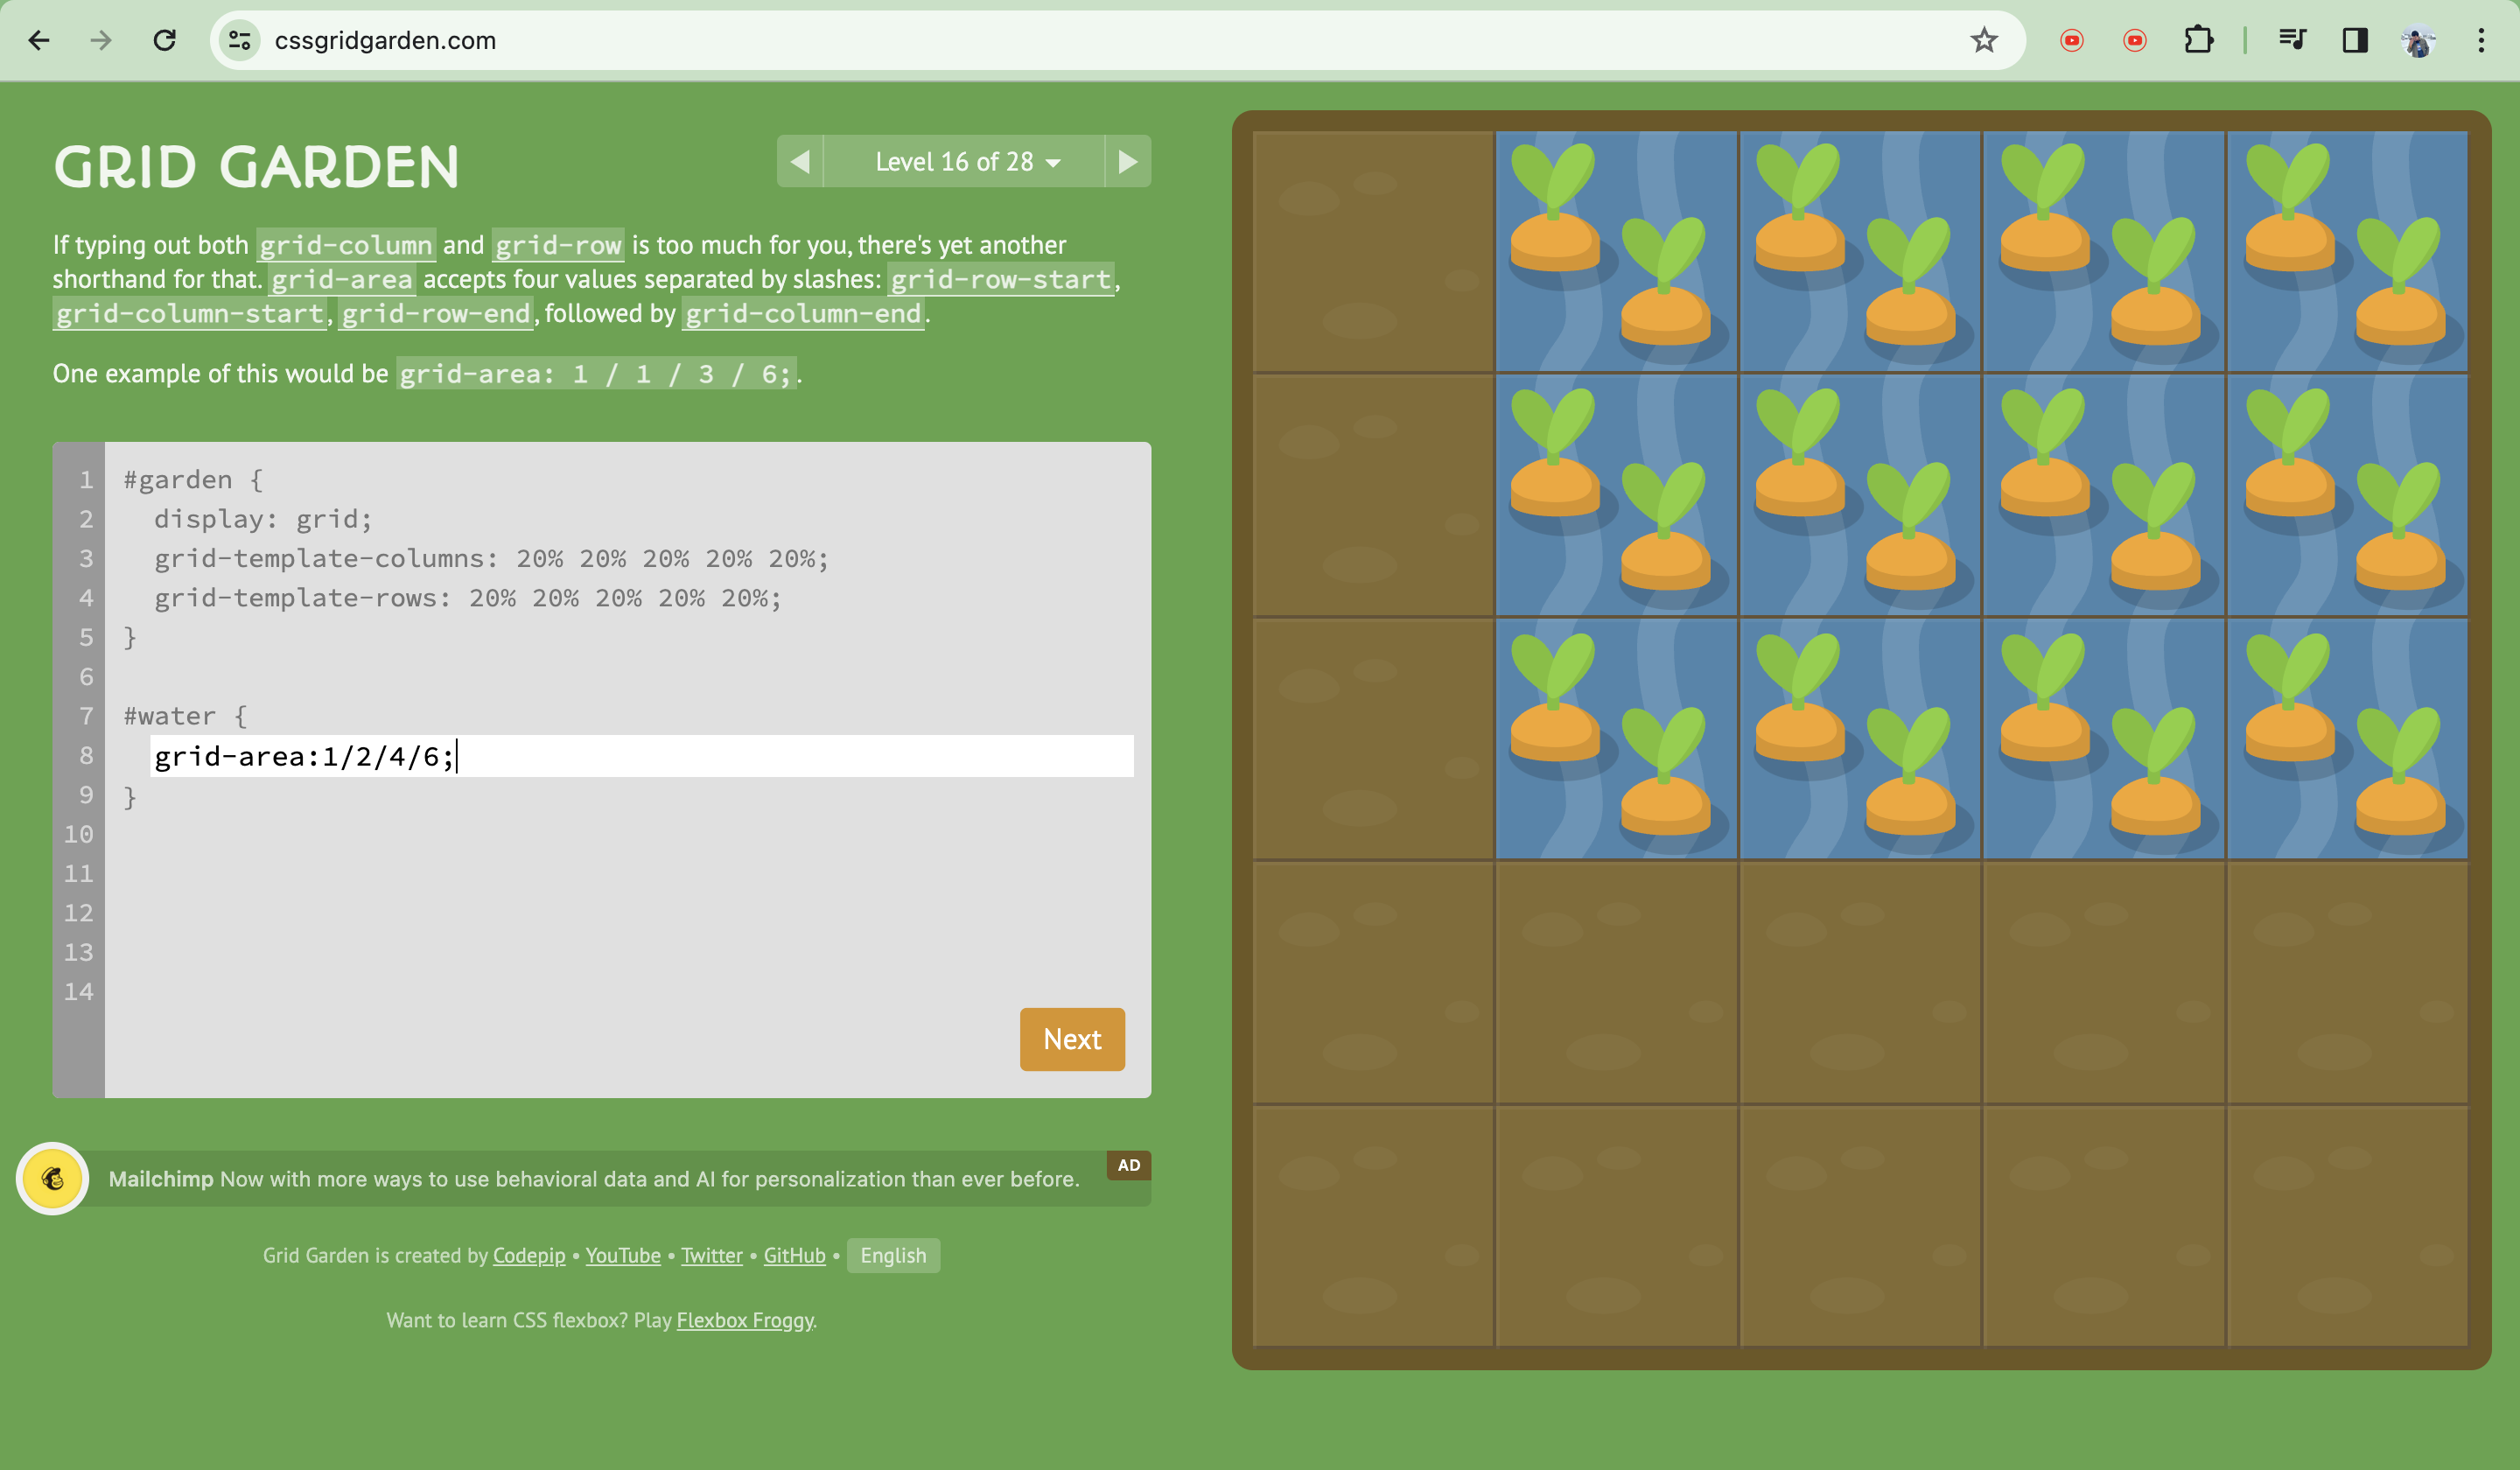 cssgridgarden.com
GRID GARDEN
Level 16 of 28
If typing out both grid-column and grid-row is too much for you, there's yet another
shorthand for that. grid-area accepts four values separated by slashes: grid-row-start,
grid-column-start, grid-row-end, followed by grid-column-end.
One example of this would be grid-area: 1 / 1 / 3 / 6;.
1 #garden {
2 display: grid;
3 grid-template-columns: 20% 20% 20% 20% 20%;
4 grid-template-rows: 20% 20% 20% 20% 20%;
5 }
6
7 #water {
8 grid-area:1/2/4/6;
9 }
10
11
12
13
14
Next
Mailchimp Now with more ways to use behavioral data and AI for personalization than ever before.
AD
Grid Garden is created by Codepip • YouTube • Twitter • GitHub • English
Want to learn CSS flexbox? Play Flexbox Froggy.